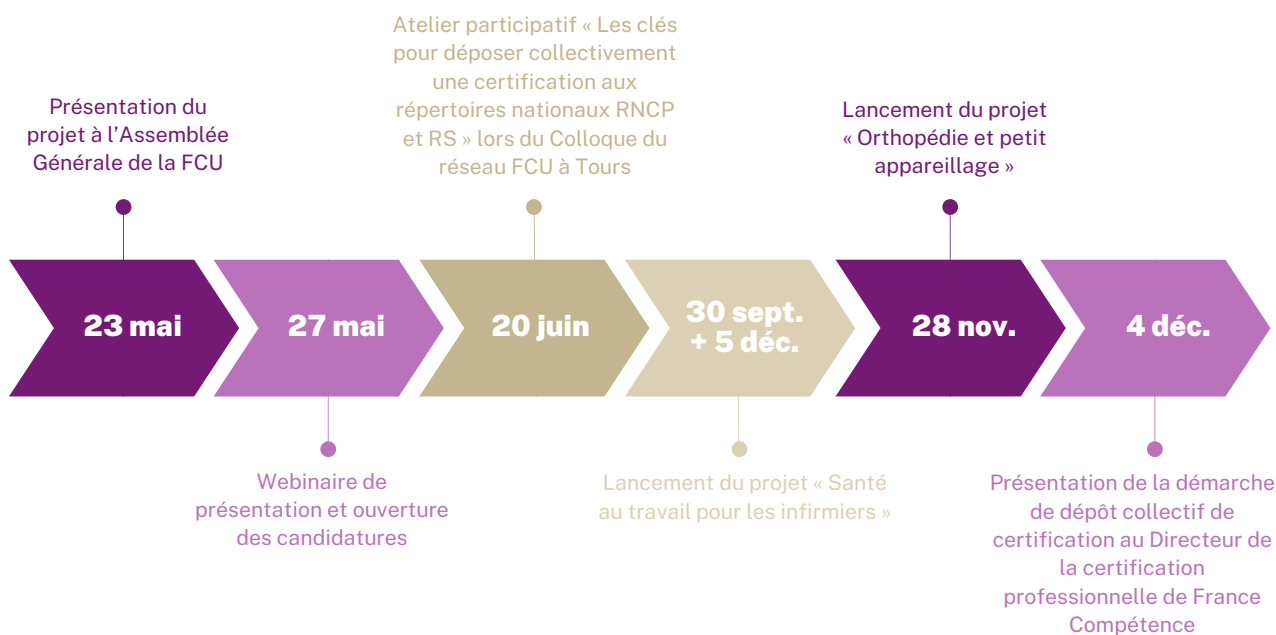 Présentation du
projet à l'Assemblée
Générale de la FCU
Atelier participatif « Les clés
pour déposer collectivement
une certification aux
répertoires nationaux RNCP
et RS » lors du Colloque du
réseau FCU à Tours
Lancement du projet
« Orthopédie et petit
appareillage »
23 mai
27 mai
20 juin
30 sept.
+ 5 déc.
28 nov.
4 déc.
Webinaire de
présentation et ouverture
des candidatures
Lancement du projet « Santé
au travail pour les infirmiers »
Présentation de la démarche
de dépôt collectif de
certification au Directeur de
la certification
professionnelle de France
Compétence